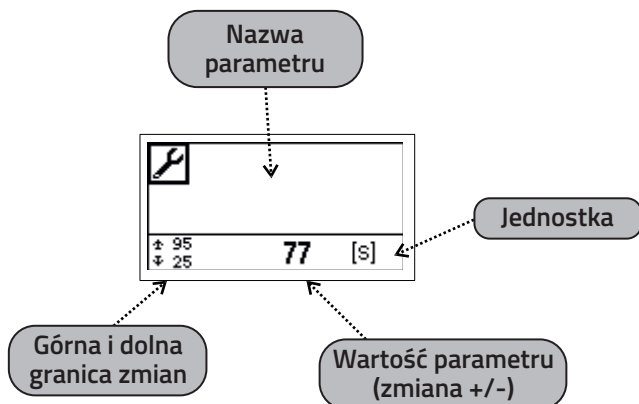 Nazwa
parametru
95
25
77
[s]
Jednostka
Górna i dolna
granica zmian
Wartość parametru
(zmiana +/-)